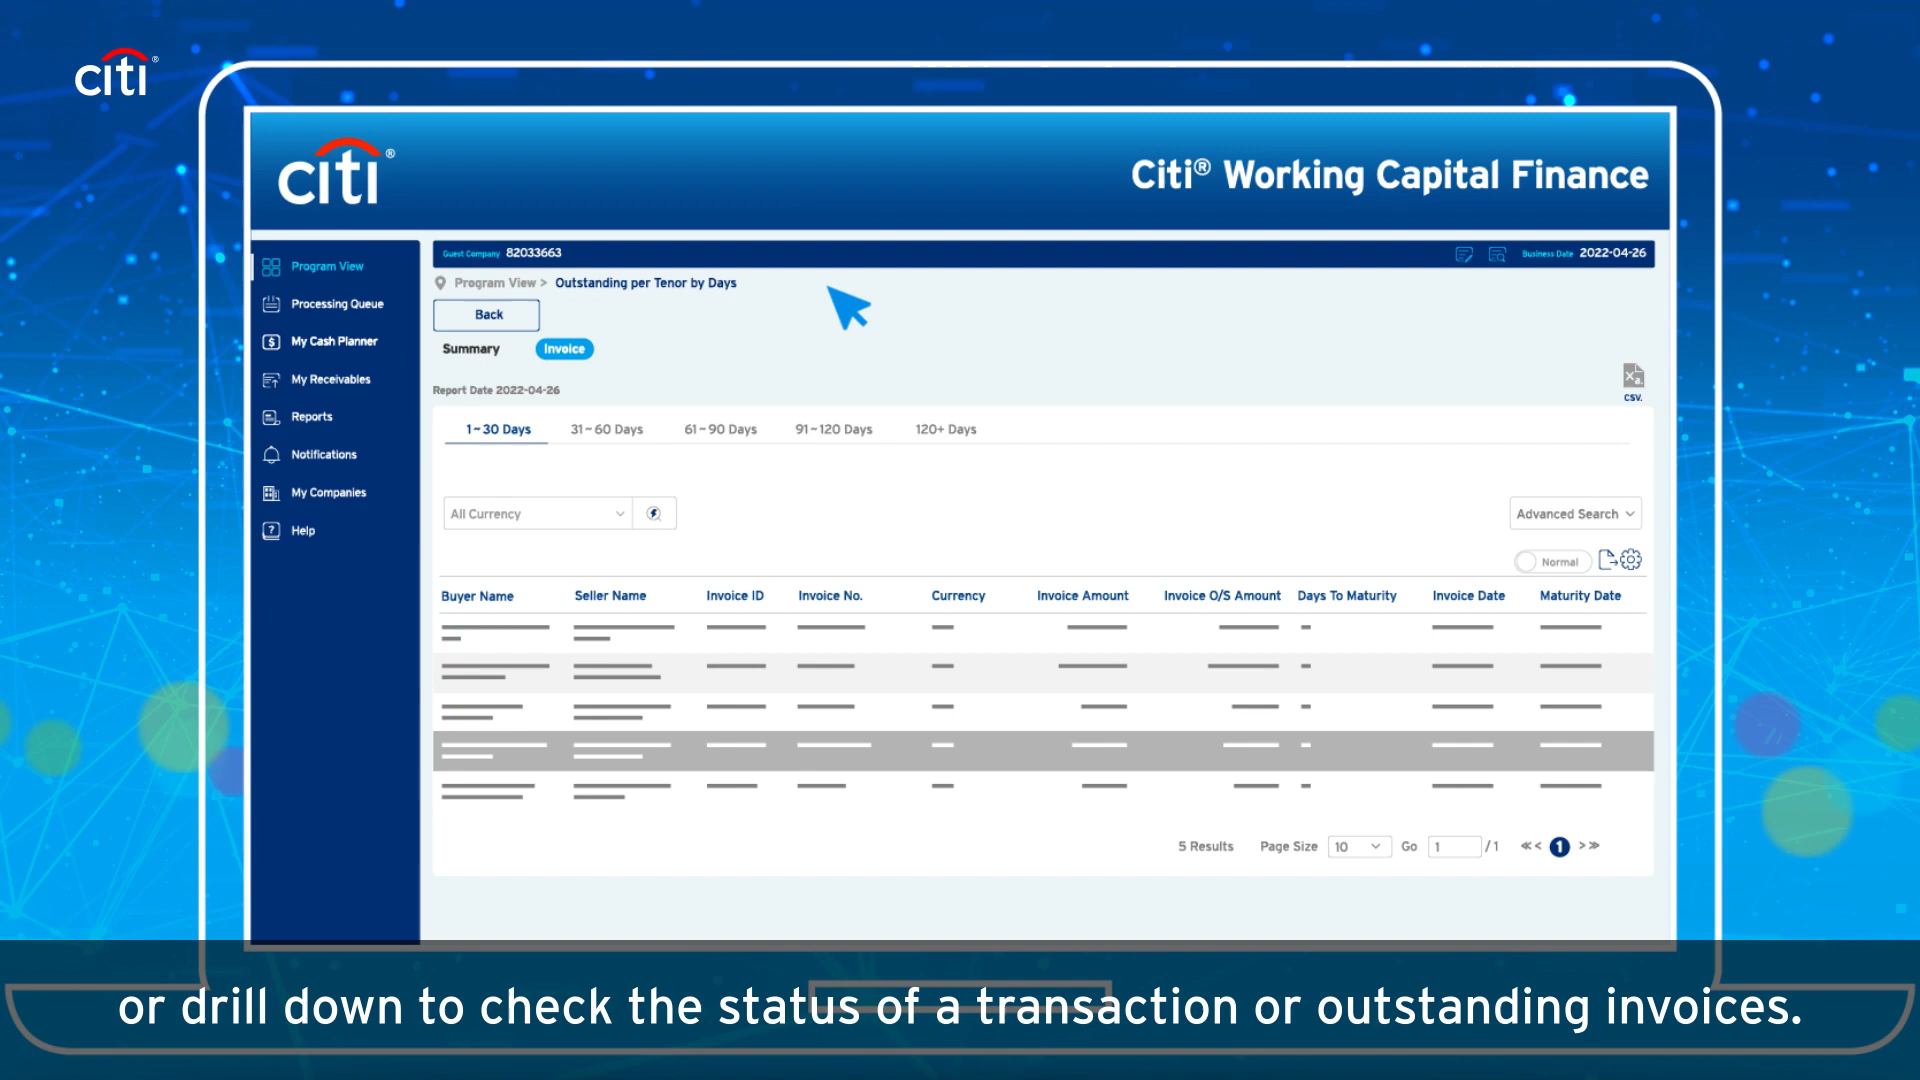 citi®
citi®
Citi® Working Capital Finance
Guest Company 82033663
Business Date 2022-04-26
Program View
Processing Queue
My Cash Planner
My Receivables
Reports
Notifications
My Companies
Help
Program View > Outstanding per Tenor by Days
Back
Summary Invoice
Report Date 2022-04-26
X a.
CSV.
1~30 Days 31~60 Days 61~90 Days 91~120 Days 120+ Days
All Currency
Advanced Search
Normal
Buyer Name Seller Name Invoice ID Invoice No. Currency Invoice Amount Invoice O/S Amount Days To Maturity Invoice Date Maturity Date
5 Results Page Size 10 Go 1 /1 << < 1 > >>
or drill down to check the status of a transaction or outstanding invoices.